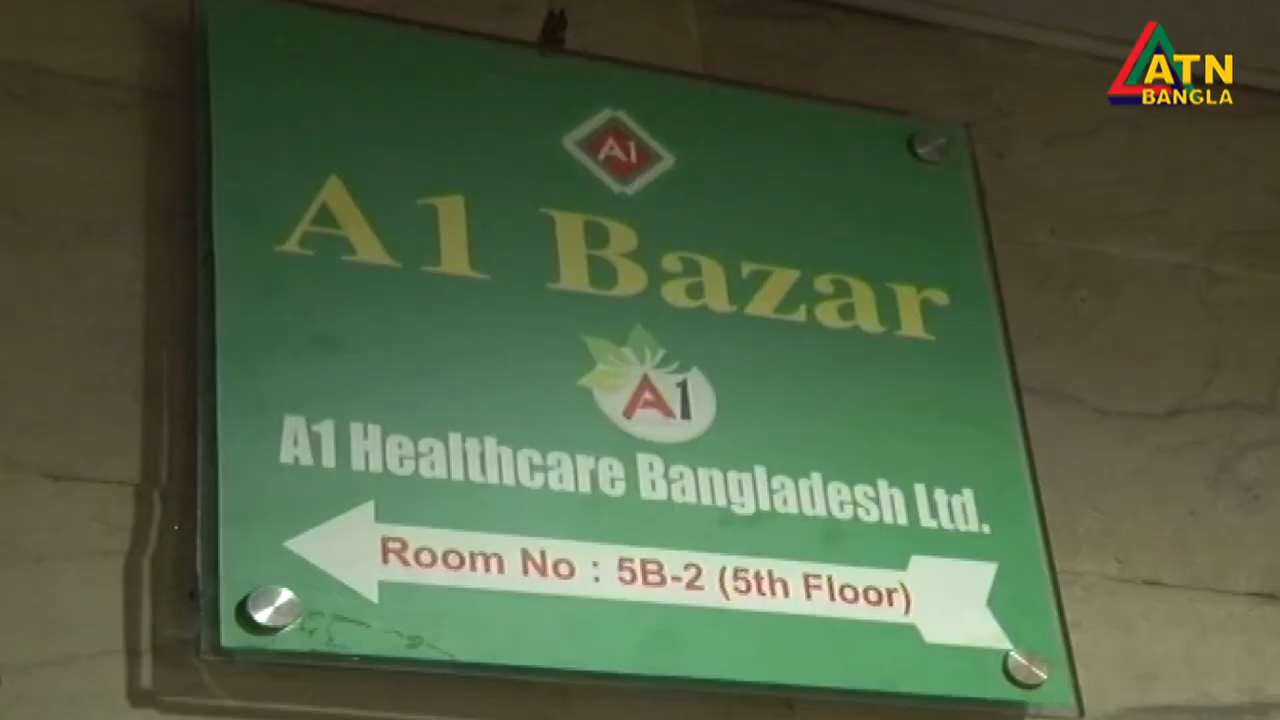 ATN
BANGLA
A1
A1 Bazar
A1
A1 Healthcare Bangladesh Ltd.
Room No : 5B-2 (5th Floor)